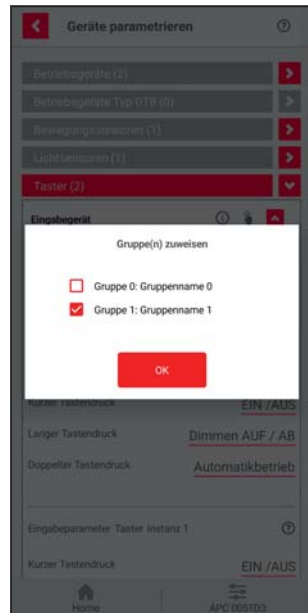 Geräte parametrieren
Betriebsgeräte (2)
Betriebsgeräte Typ DT8 (0)
Bewegungssensoren (1)
Lichtsensoren (1)
Taster (2)
Eingabegerät
Gruppe(n) zuweisen
Gruppe 0: Gruppenname 0
Gruppe 1: Gruppenname 1
OK
Kurzer Tastendruck EIN /AUS
Langer Tastendruck Dimmen AUF / AB
Doppelter Tastendruck Automatikbetrieb
Eingabeparameter Taster Instanz 1
Kurzer Tastendruck EIN /AUS
Home APC 0051D3